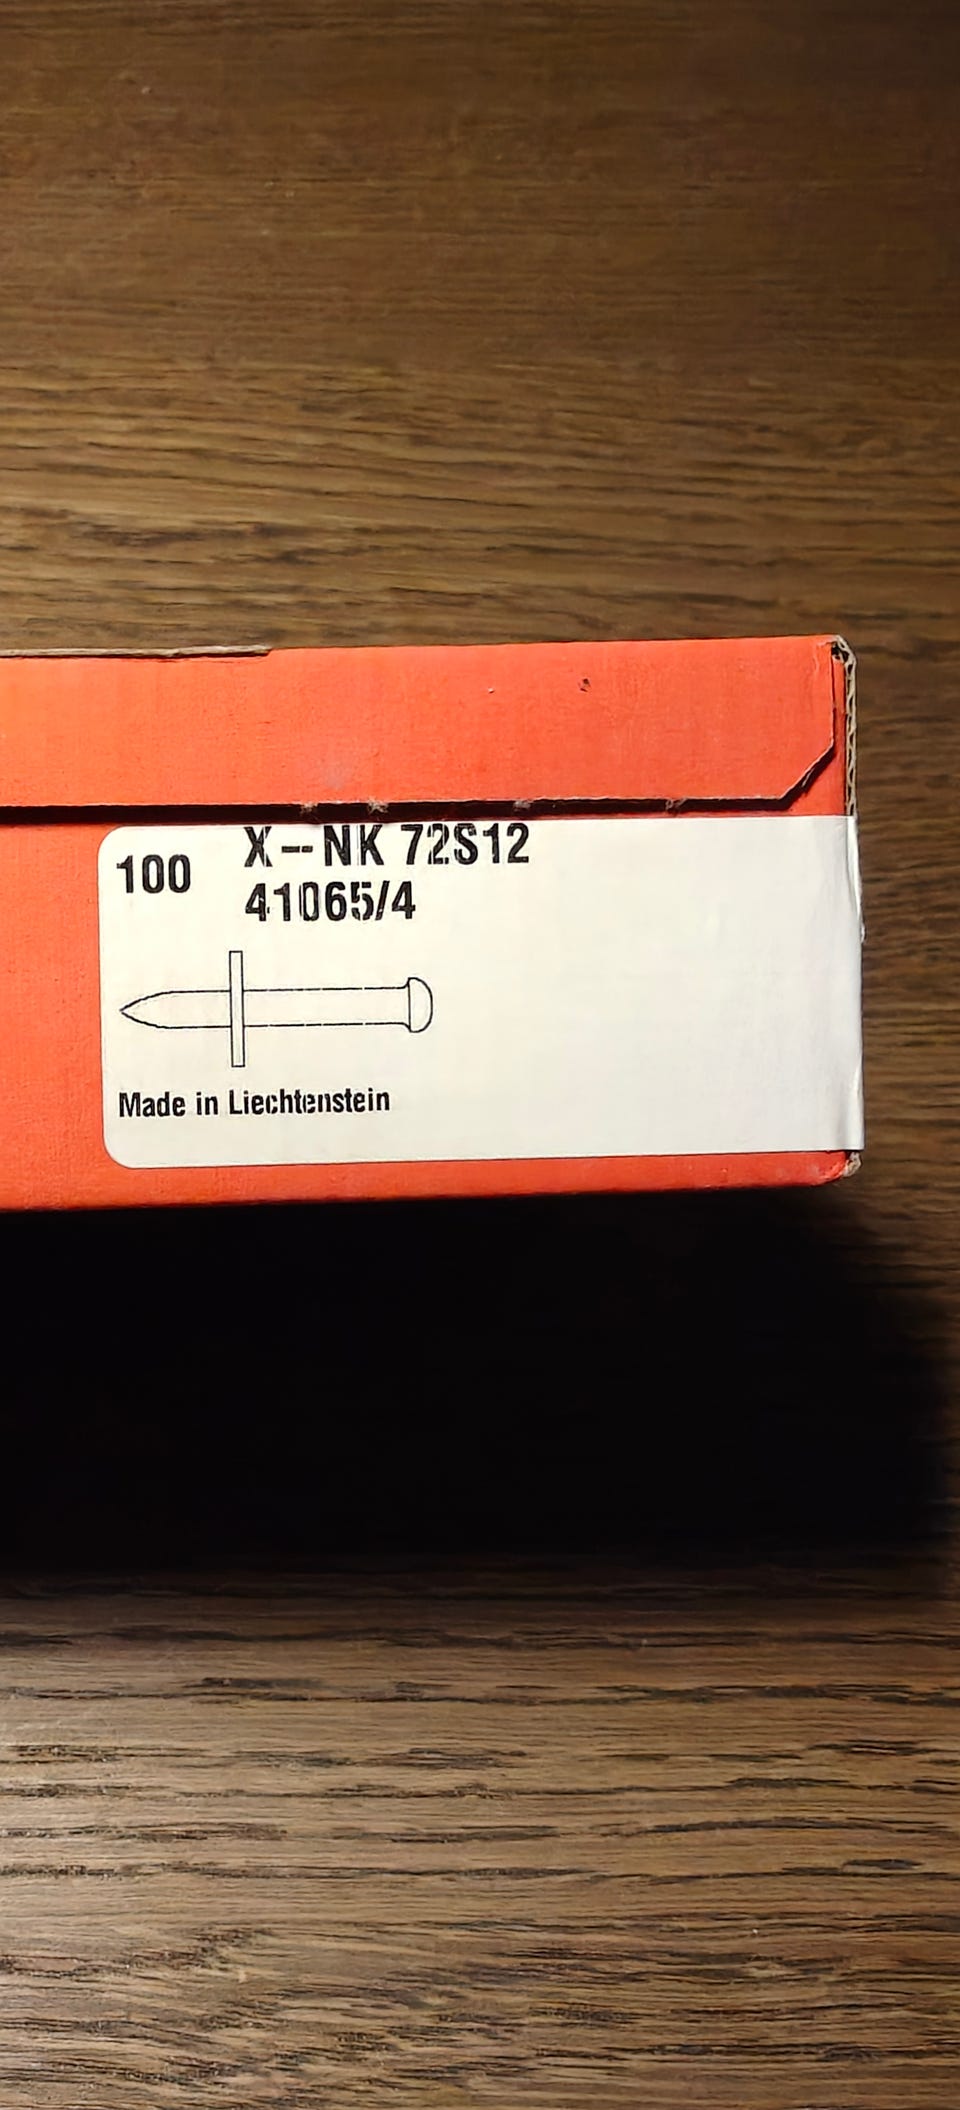 100 X-NK 72S12
41065/4
Made in Liechtenstein